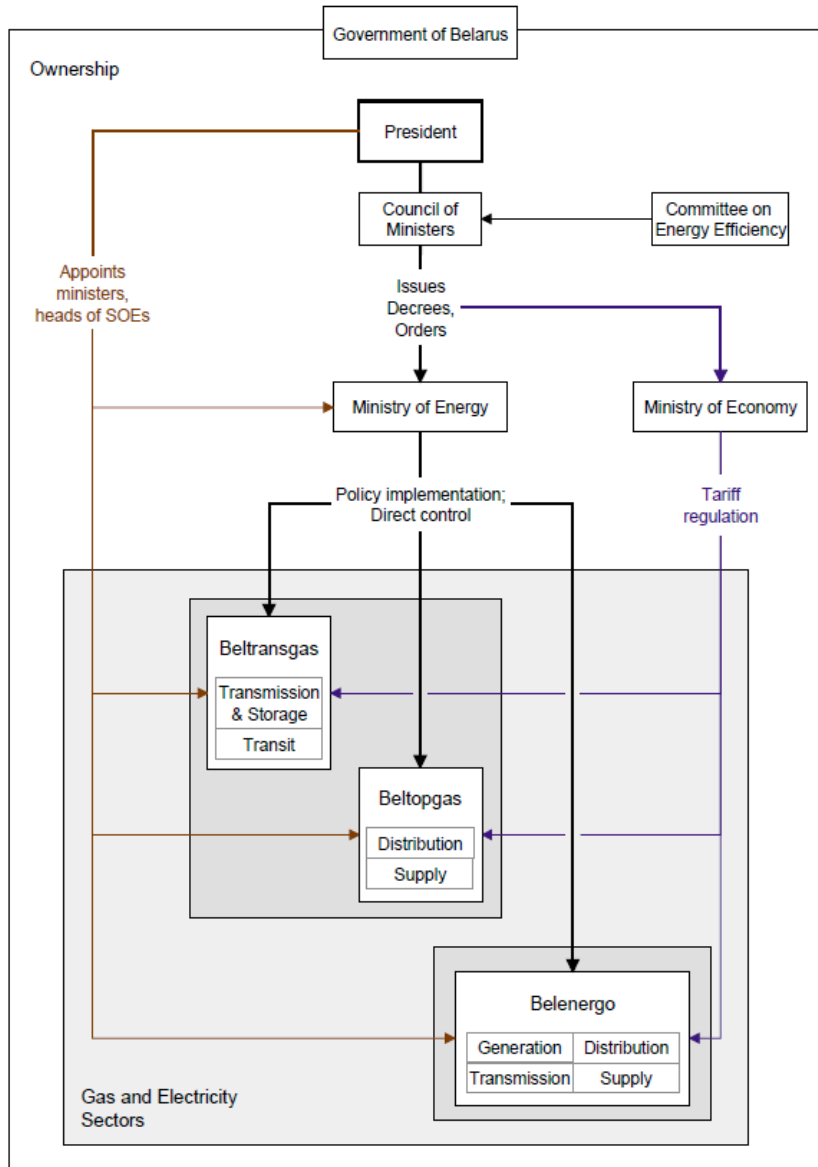 Government of Belarus
Ownership
President
Council of
Ministers
Committee on
Energy Efficiency
Appoints
ministers,
heads of SOEs
Issues
Decrees,
Orders
Ministry of Energy
Ministry of Economy
Policy implementation;
Direct control
Tariff
regulation
Beltransgas
Transmission
& Storage
Transit
Beltopgas
Distribution
Supply
Belenergo
Generation
Distribution
Transmission
Supply
Gas and Electricity
Sectors